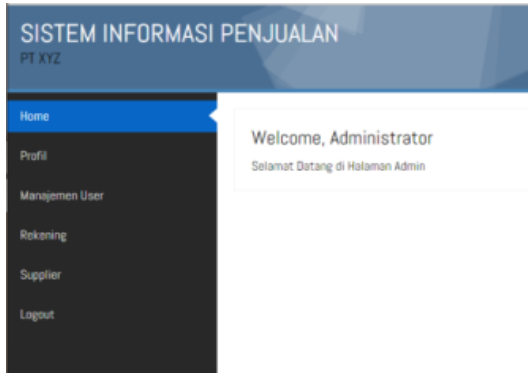 SISTEM INFORMASI PENJUALAN
PT XYZ
Home
Profil
Manajemen User
Rekening
Supplier
Logout
Welcome, Administrator
Selamat Datang di Halaman Admin